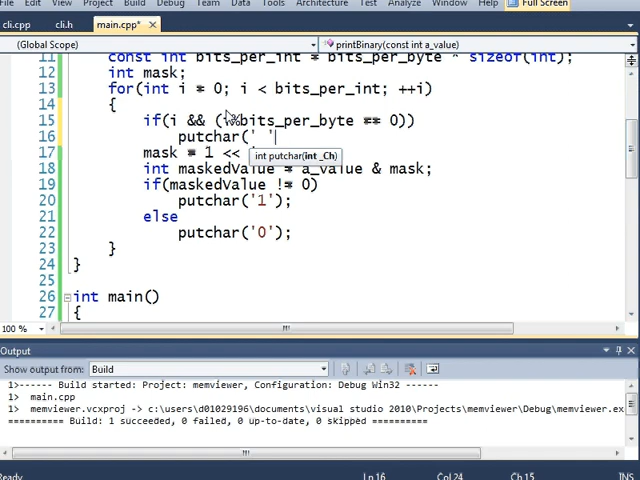 File Edit View Project Build Debug Team Data Tools Architecture Test Analyze Window Help Full Screen
cli.cpp cli.h main.cpp*
(Global Scope) printBinary(const int a_value)
11 const int bits_per_int = bits_per_byte * sizeof(int);
12 int mask;
13 for(int i = 0; i < bits_per_int; ++i)
14 {
15 if(i && (i%bits_per_byte == 0))
16 putchar(' '
17 mask = 1 <<
int putchar(int _Ch)
18 int maskedValue = a_value & mask;
19 if(maskedValue != 0)
20 putchar('1');
21 else
22 putchar('0');
23 }
24 }
25
26 int main()
27 {
100 %
Output
Show output from: Build
1>------ Build started: Project: memviewer, Configuration: Debug Win32 ------
1> main.cpp
1> memviewer.vcxproj -> c:\users\d01029196\documents\visual studio 2010\Projects\memviewer\Debug\memviewer.ex
========== Build: 1 succeeded, 0 failed, 0 up-to-date, 0 skipped ==========
Ready Ln 16 Col 24 Ch 15 INS